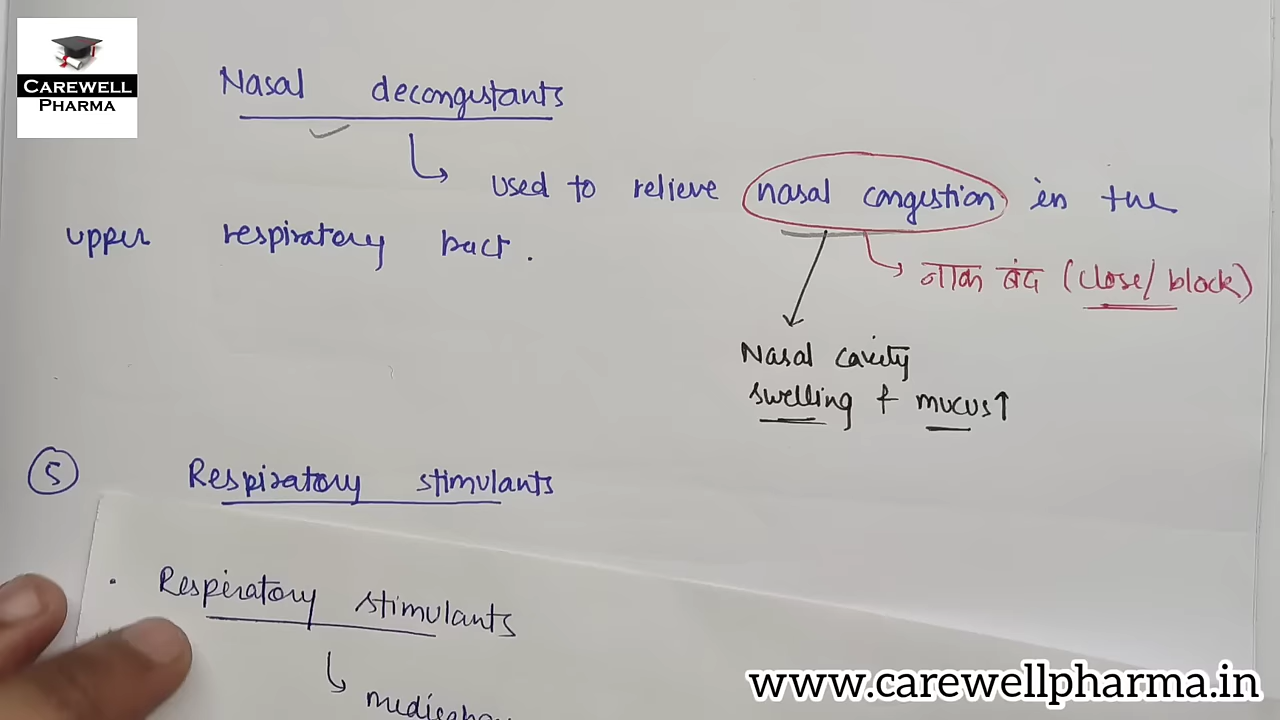 CAREWELL
PHARMA
Nasal decongestants
used to relieve nasal congestion in the
upper respiratory tract.
नाक बंद (close/block)
Nasal cavity
swelling & mucus↑
5 Respiratory stimulants
• Respiratory stimulants
www.carewellpharma.in